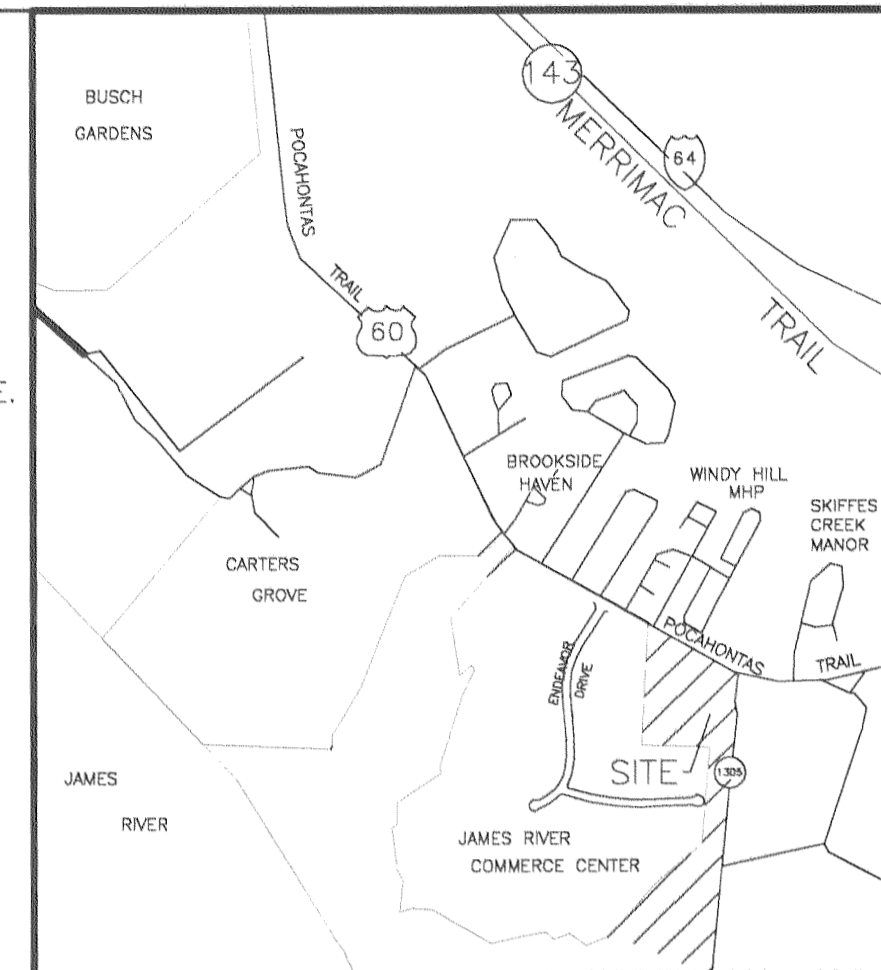 BUSCH
GARDENS
143
MERRIMAC
TRAIL
64
POCAHONTAS
TRAIL
60
E.
BROOKSIDE
HAVEN
WINDY HILL
MHP
SKIFFES
CREEK
MANOR
CARTERS
GROVE
POCAHONTAS
TRAIL
ENDEAVOR
DRIVE
SITE
1305
JAMES
RIVER
JAMES RIVER
COMMERCE CENTER